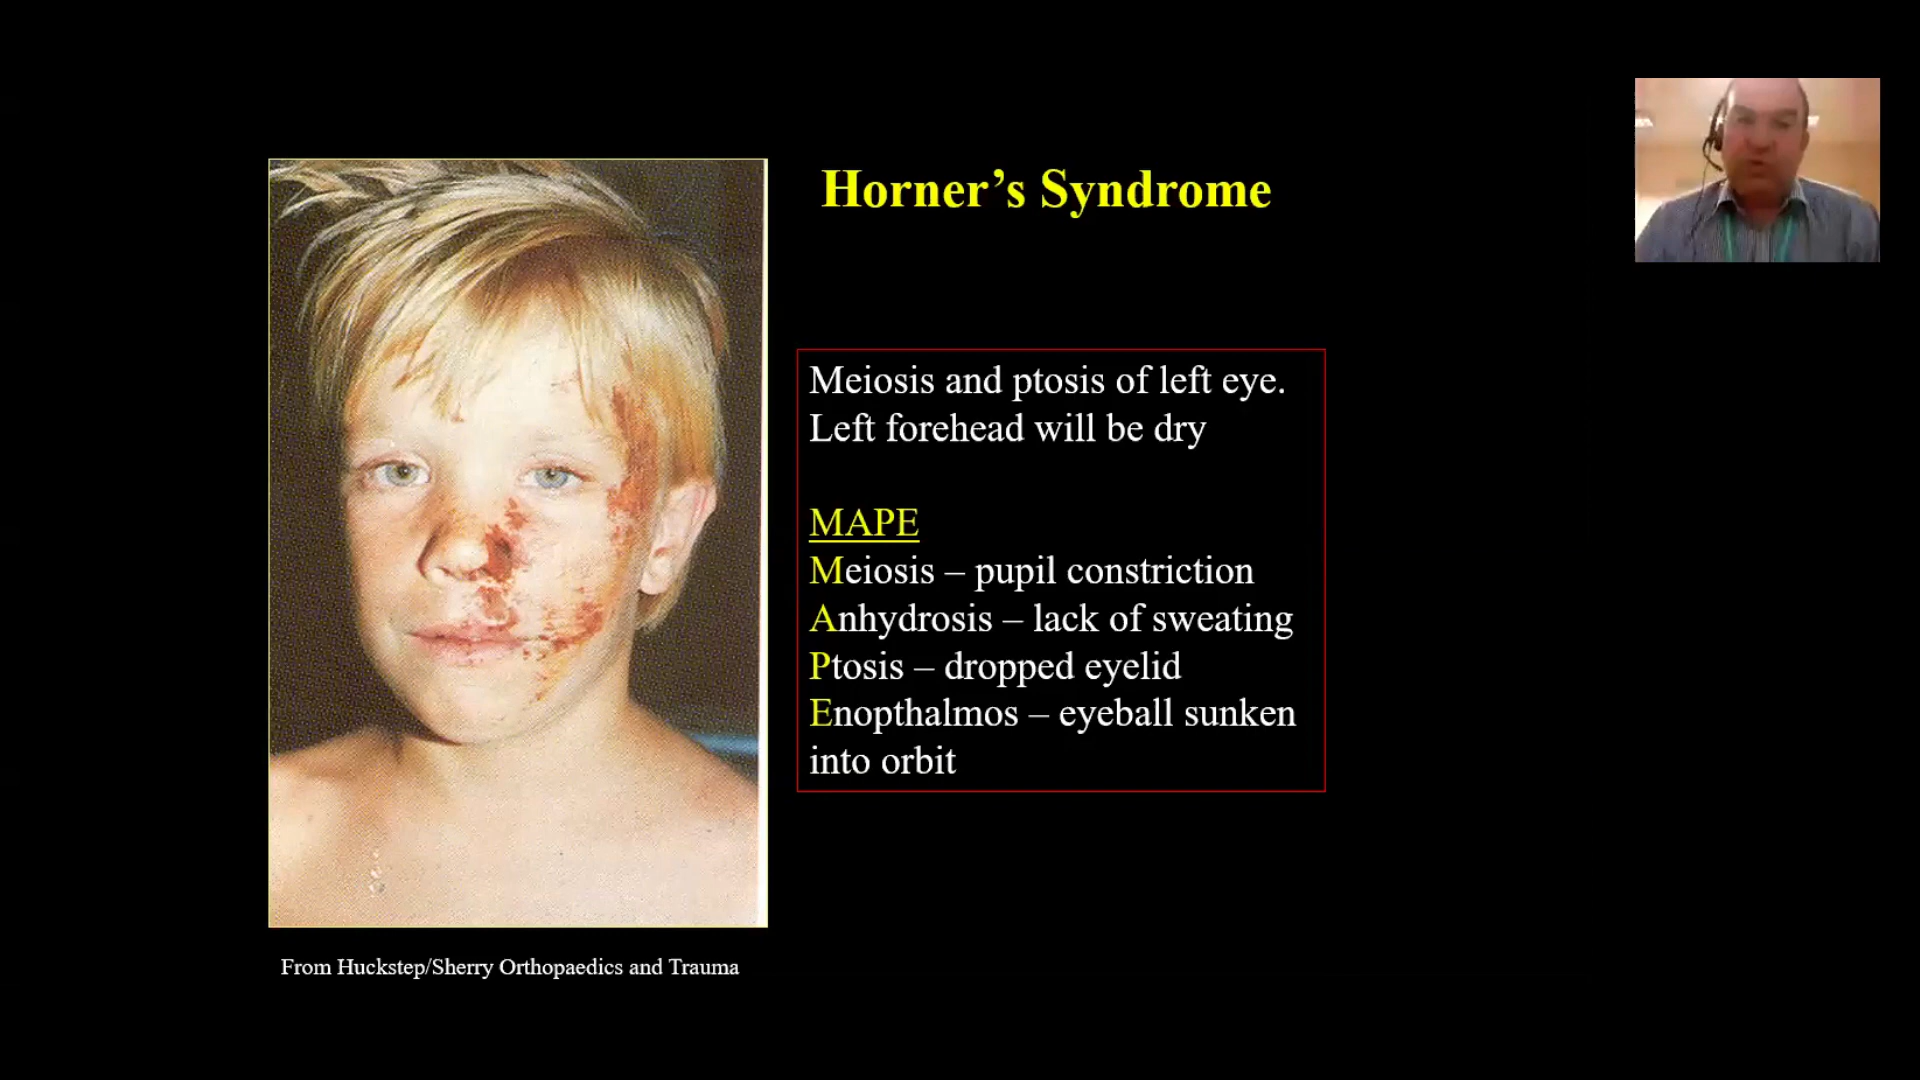 Horner’s Syndrome
Meiosis and ptosis of left eye.
Left forehead will be dry
MAPE
Meiosis – pupil constriction
Anhydrosis – lack of sweating
Ptosis – dropped eyelid
Enopthalmos – eyeball sunken
into orbit
From Huckstep/Sherry Orthopaedics and Trauma